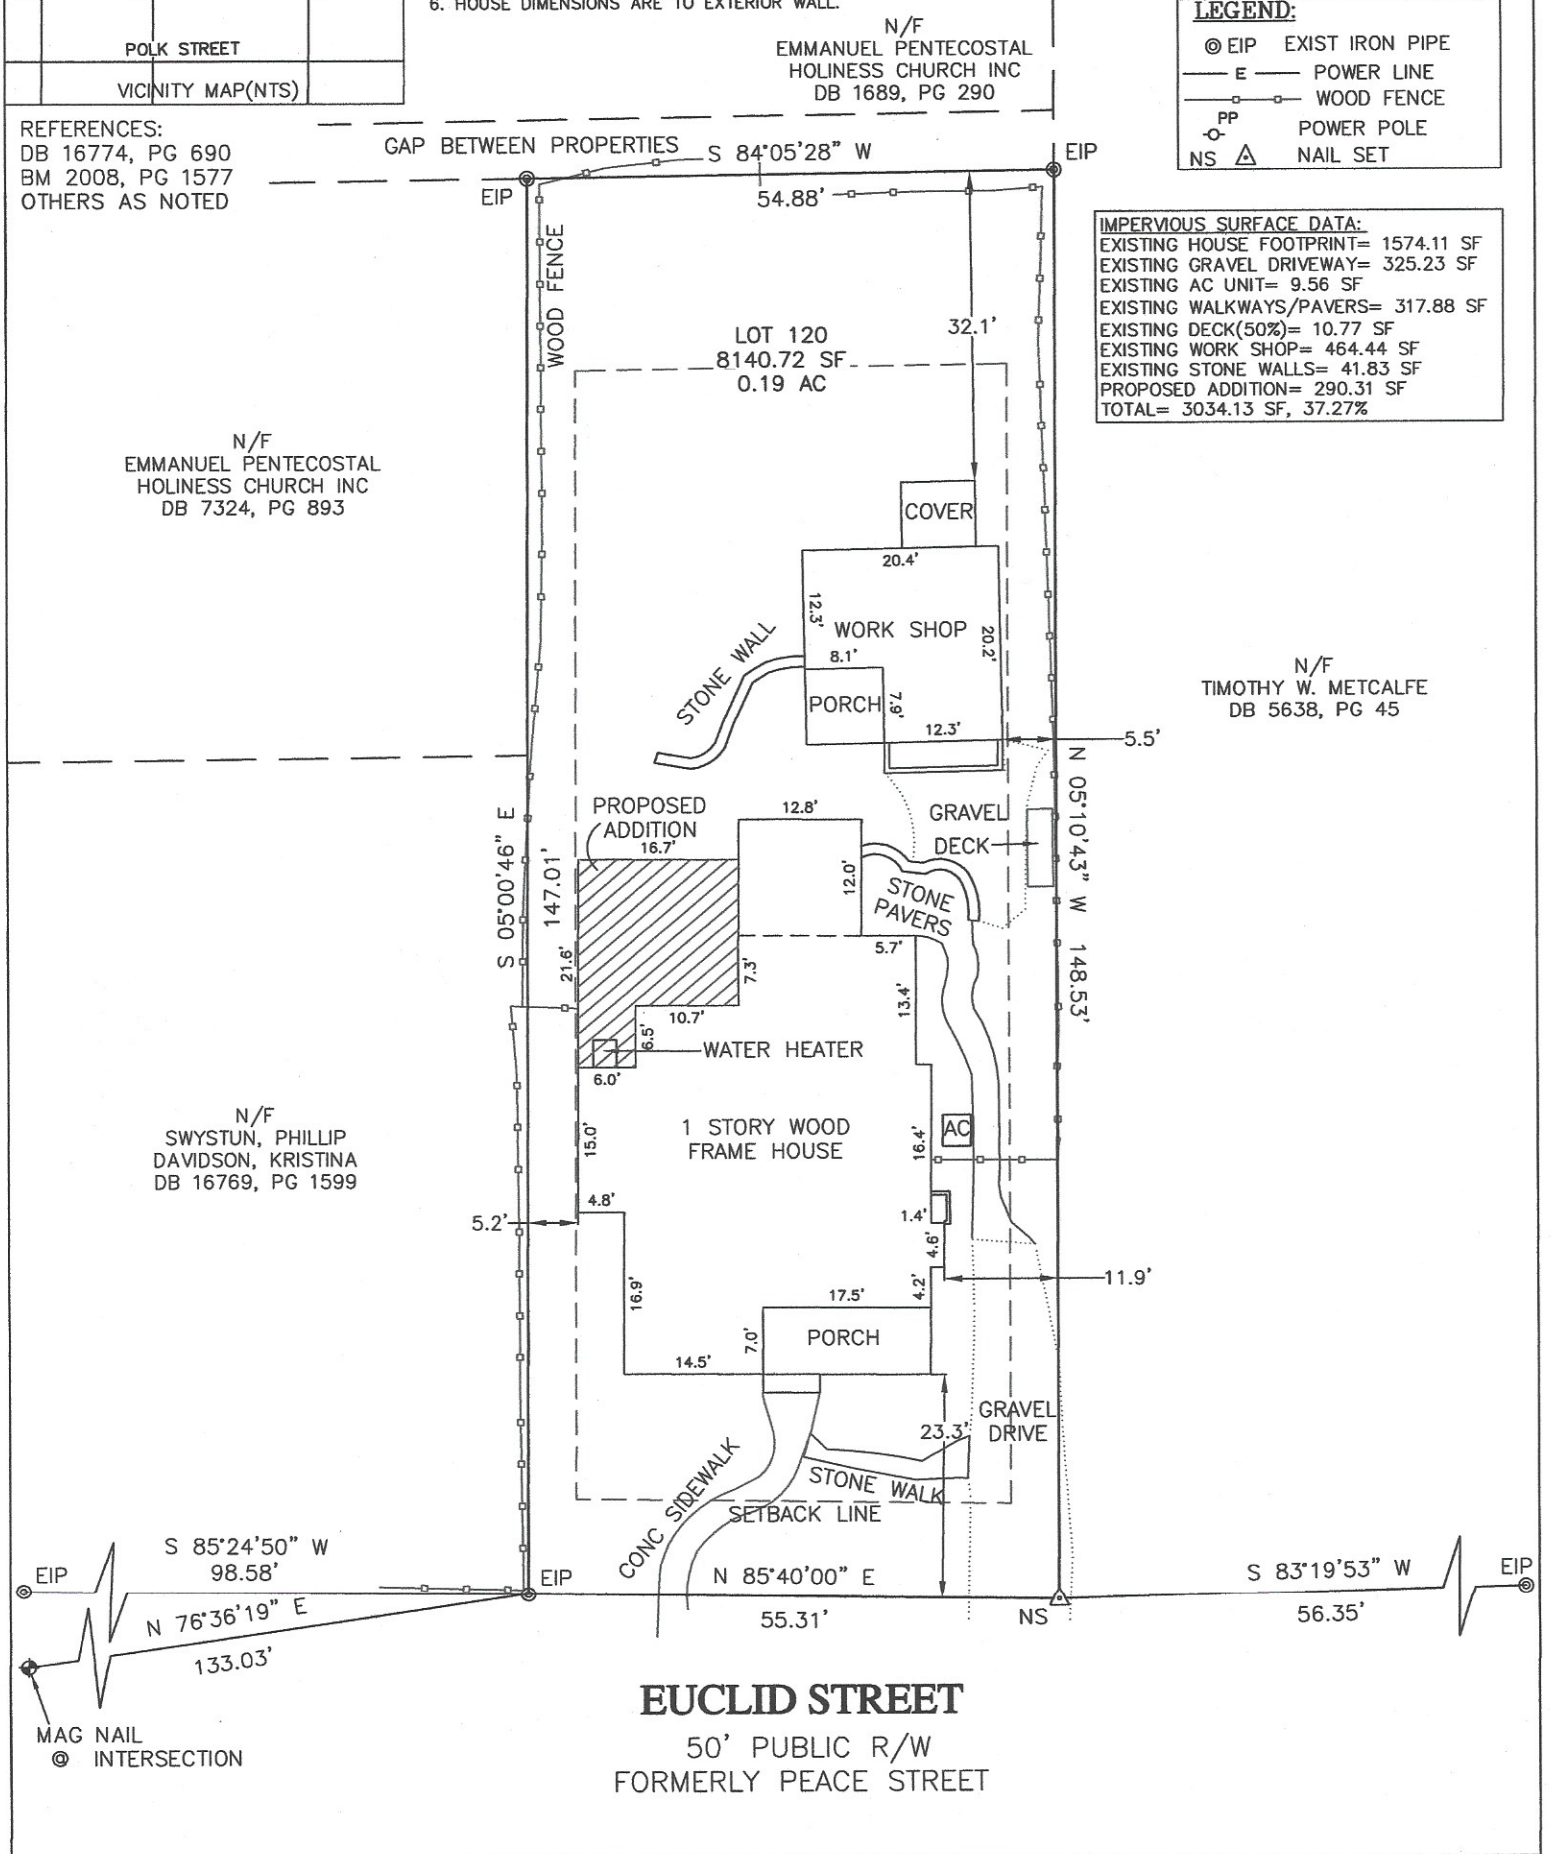 6. HOUSE DIMENSIONS ARE TO EXTERIOR WALL.
POLK STREET
VICINITY MAP(NTS)
N/F
EMMANUEL PENTECOSTAL
HOLINESS CHURCH INC
DB 1689, PG 290
LEGEND:
EIP EXIST IRON PIPE
E POWER LINE
WOOD FENCE
PP
POWER POLE
NS NAIL SET
REFERENCES:
DB 16774, PG 690
BM 2008, PG 1577
OTHERS AS NOTED
GAP BETWEEN PROPERTIES
S 84°05'28" W
54.88'
EIP
EIP
WOOD FENCE
IMPERVIOUS SURFACE DATA:
EXISTING HOUSE FOOTPRINT= 1574.11 SF
EXISTING GRAVEL DRIVEWAY= 325.23 SF
EXISTING AC UNIT= 9.56 SF
EXISTING WALKWAYS/PAVERS= 317.88 SF
EXISTING DECK(50%)= 10.77 SF
EXISTING WORK SHOP= 464.44 SF
EXISTING STONE WALLS= 41.83 SF
PROPOSED ADDITION= 290.31 SF
TOTAL= 3034.13 SF, 37.27%
32.1'
LOT 120
8140.72 SF
0.19 AC
N/F
EMMANUEL PENTECOSTAL
HOLINESS CHURCH INC
DB 7324, PG 893
COVER
20.4'
12.3'
WORK SHOP
20.2'
8.1'
PORCH
7.9'
12.3'
STONE WALL
5.5'
N/F
TIMOTHY W. METCALFE
DB 5638, PG 45
N 05°10'43" W 148.53'
S 05°00'46" E
147.01'
PROPOSED
ADDITION
16.7'
12.8'
12.0'
GRAVEL
DECK
STONE
PAVERS
5.7'
21.6'
7.3'
13.4'
10.7'
6.5'
WATER HEATER
6.0'
15.0'
1 STORY WOOD
FRAME HOUSE
16.4'
AC
N/F
SWYSTUN, PHILLIP
DAVIDSON, KRISTINA
DB 16769, PG 1599
4.8'
5.2'
1.4'
4.6'
16.9'
4.2'
11.9'
17.5'
7.0'
PORCH
14.5'
23.3'
GRAVEL
DRIVE
CONC SIDEWALK
STONE WALK
SETBACK LINE
S 85°24'50" W
98.58'
EIP
N 76°36'19" E
133.03'
EIP
N 85°40'00" E
55.31'
NS
S 83°19'53" W
56.35'
EIP
MAG NAIL
@ INTERSECTION
EUCLID STREET
50' PUBLIC R/W
FORMERLY PEACE STREET